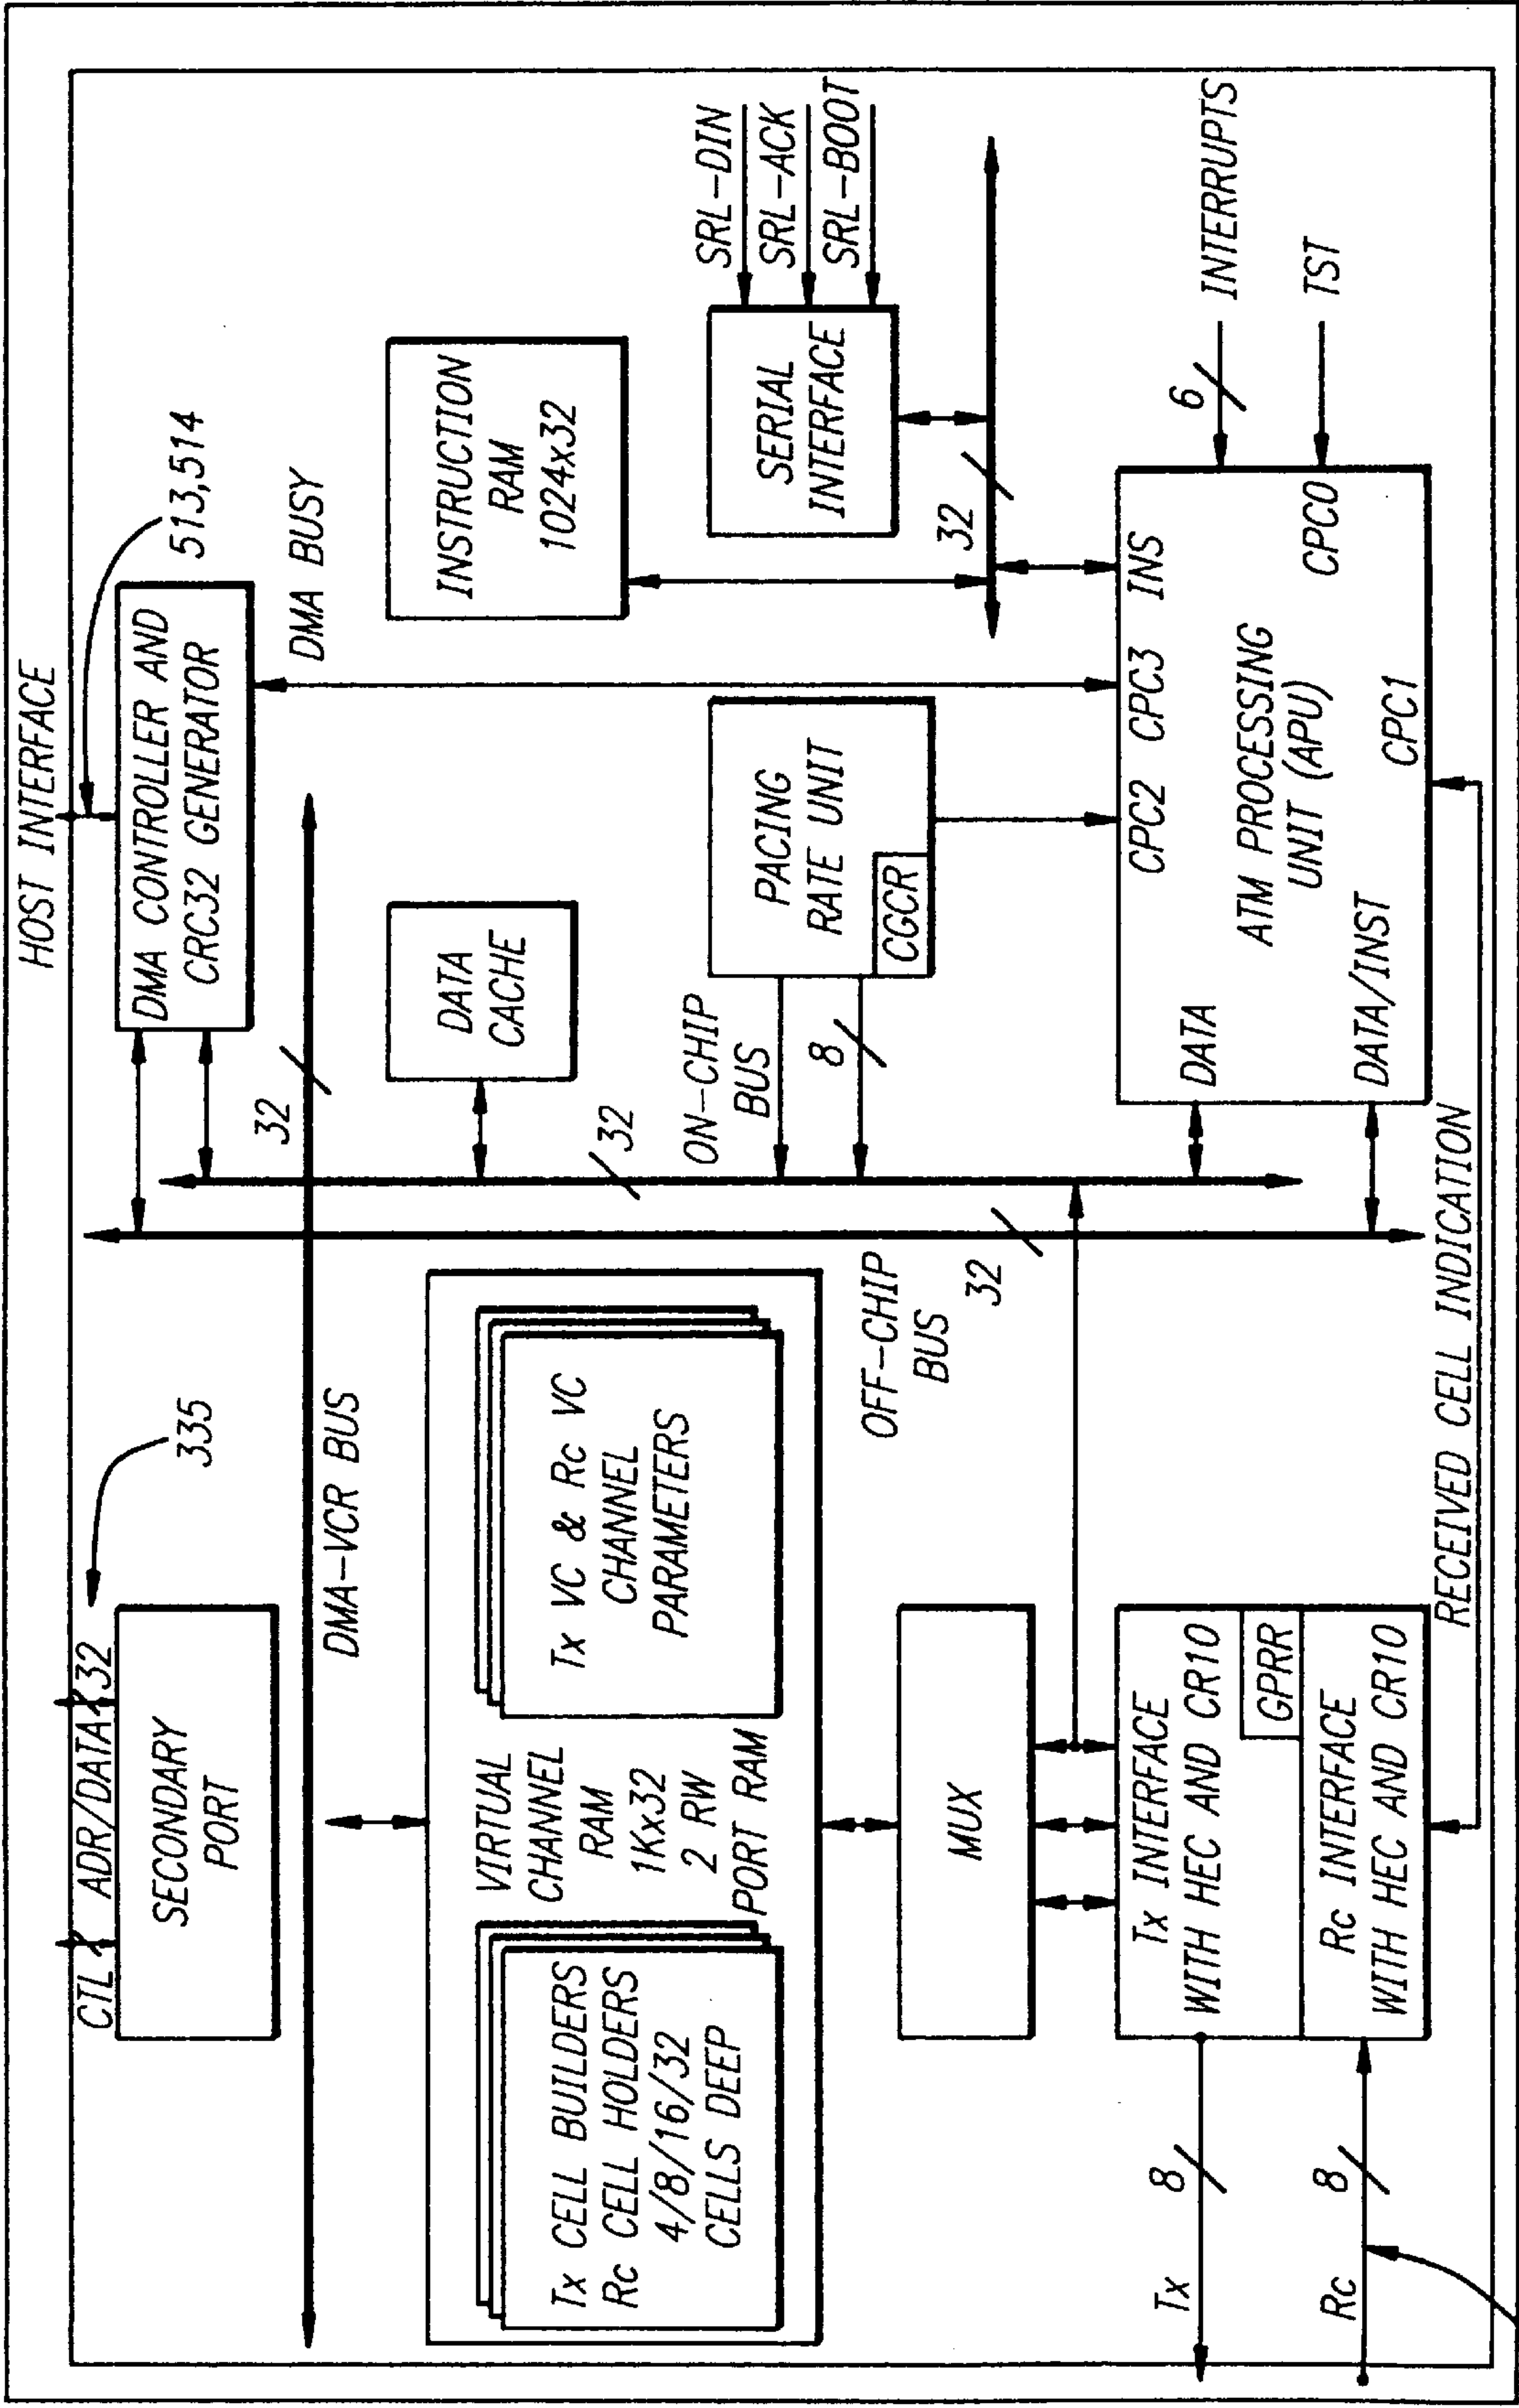 HOST INTERFACE
CTL
ADR/DATA
32
335
513,514
SECONDARY
PORT
DMA CONTROLLER AND
CRC32 GENERATOR
32
DMA BUSY
DMA-VCR BUS
VIRTUAL
CHANNEL
RAM
1Kx32
2 RW
PORT RAM
Tx CELL BUILDERS
Rc CELL HOLDERS
4/8/16/32
CELLS DEEP
Tx VC & Rc VC
CHANNEL
PARAMETERS
DATA
CACHE
INSTRUCTION
RAM
1024x32
32
ON-CHIP
BUS
8
PACING
RATE UNIT
CGCR
SERIAL
INTERFACE
SRL-DIN
SRL-ACK
SRL-BOOT
OFF-CHIP
BUS
32
32
MUX
Tx INTERFACE
WITH HEC AND CR10
GPRR
Rc INTERFACE
WITH HEC AND CR10
Tx
8
Rc
8
CPC2
CPC3
INS
DATA
ATM PROCESSING
UNIT (APU)
CPC0
DATA/INST
CPC1
6
INTERRUPTS
TST
RECEIVED CELL INDICATION